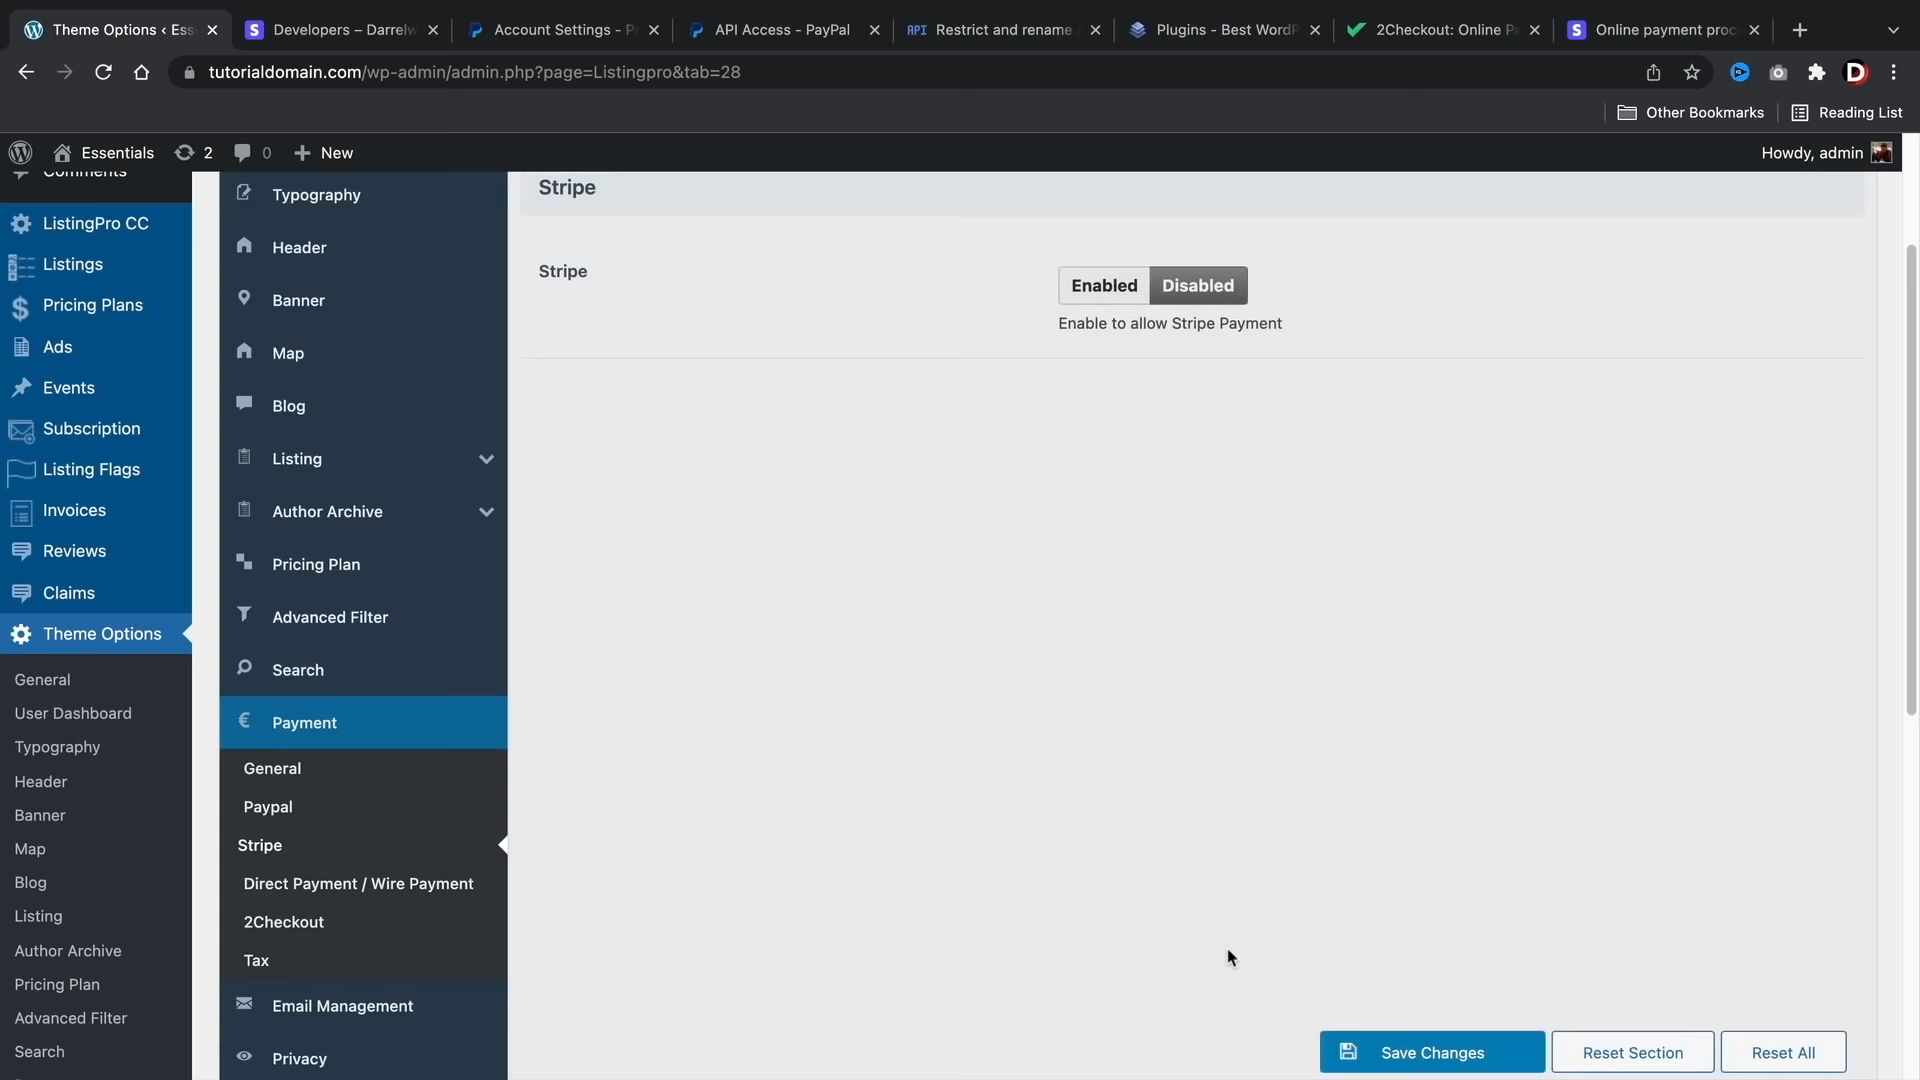 Theme Options ‹ Ess
Developers – Darrelw
Account Settings - P
API Access - PayPal
API Restrict and rename
Plugins - Best WordP
2Checkout: Online Pa
Online payment proc
tutorialdomain.com/wp-admin/admin.php?page=Listingpro&tab=28
Other Bookmarks
Reading List
Essentials
2
0
New
Howdy, admin
Comments
ListingPro CC
Listings
Pricing Plans
Ads
Events
Subscription
Listing Flags
Invoices
Reviews
Claims
Theme Options
General
User Dashboard
Typography
Header
Banner
Map
Blog
Listing
Author Archive
Pricing Plan
Advanced Filter
Search
Typography
Header
Banner
Map
Blog
Listing
Author Archive
Pricing Plan
Advanced Filter
Search
€ Payment
General
Paypal
Stripe
Direct Payment / Wire Payment
2Checkout
Tax
Email Management
Privacy
Stripe
Stripe
Enabled Disabled
Enable to allow Stripe Payment
Save Changes
Reset Section
Reset All